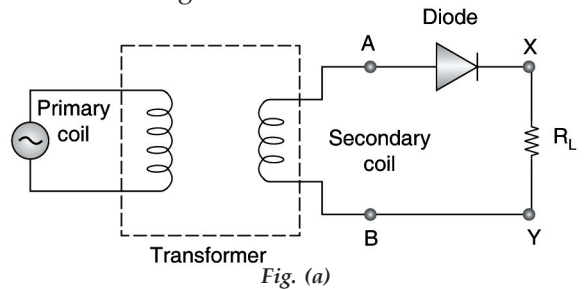 Diode
A
X
Primary
coil
Secondary
coil
R_L
B
Y
Transformer
Fig. (a)